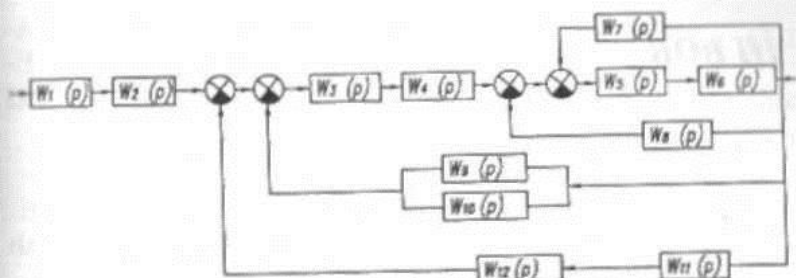 W7 (p)
W1 (p)
W2 (p)
W3 (p)
W4 (p)
W5 (p)
W6 (p)
W8 (p)
W9 (p)
W10 (p)
W12 (p)
W11 (p)